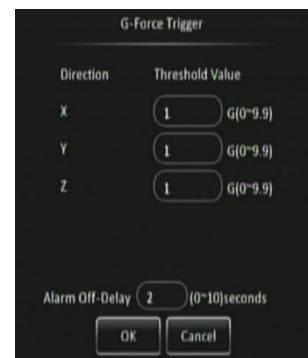 G-Force Trigger
Direction Threshold Value
X 1 G(0~9.9)
Y 1 G(0~9.9)
Z 1 G(0~9.9)
Alarm Off-Delay 2 (0~10)seconds
OK Cancel